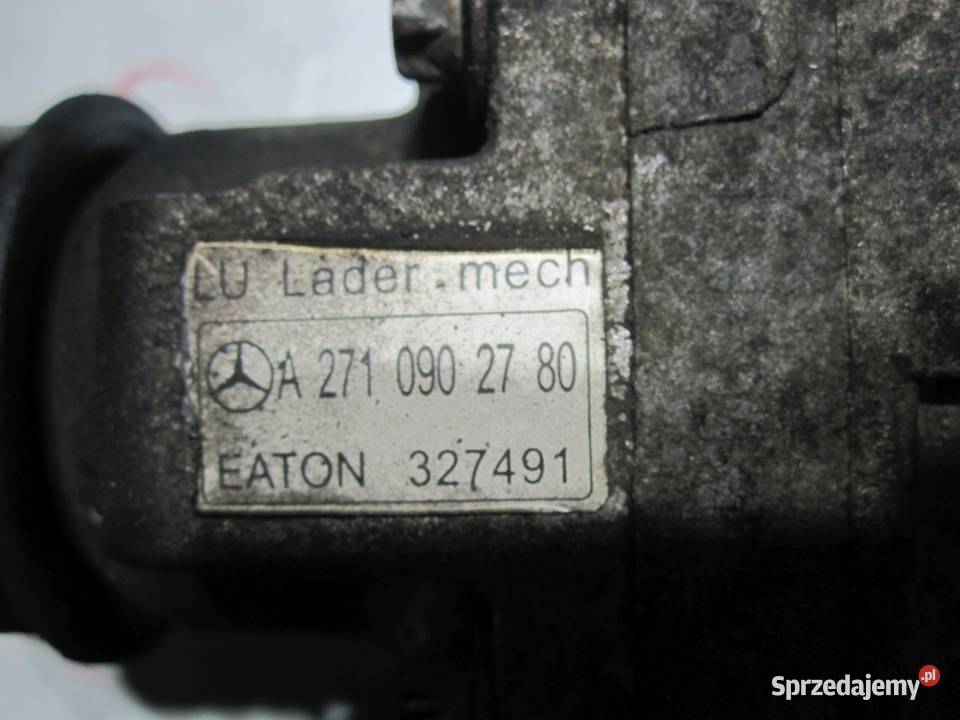 LU Lader mech
A 271 090 27 80
EATON 327491
Sprzedajemy.pl